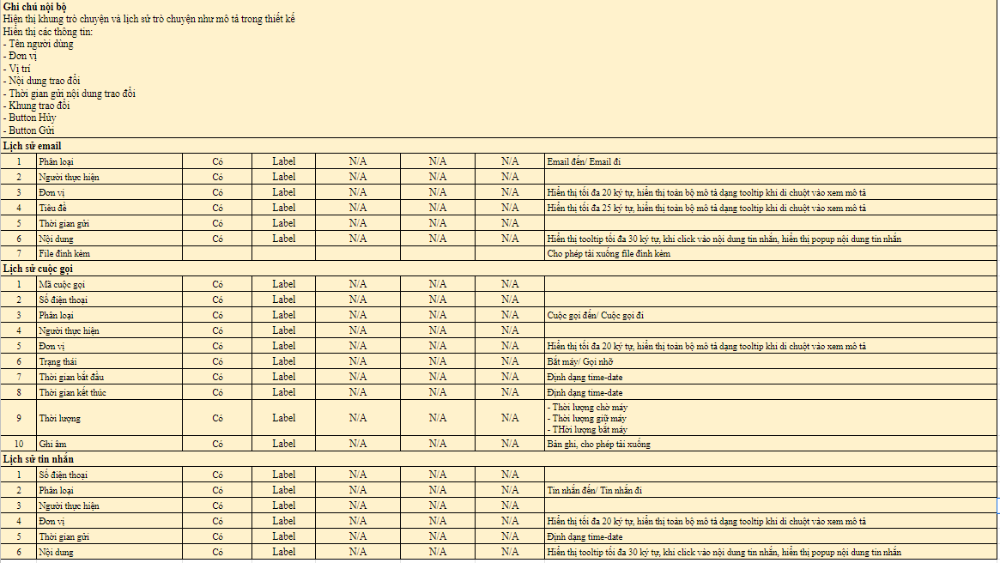 Ghi chú nội bộ
Hiện thị khung trò chuyện và lịch sử trò chuyện như mô tả trong thiết kế
Hiển thị các thông tin:
- Tên người dùng
- Đơn vị
- Vị trí
- Nội dung trao đổi
- Thời gian gửi nội dung trao đổi
- Khung trao đổi
- Button Hủy
- Button Gửi
Lịch sử email
1 Phân loại Có Label N/A N/A N/A Email đến/ Email đi
2 Người thực hiện Có Label N/A N/A N/A
3 Đơn vị Có Label N/A N/A N/A Hiển thị tối đa 20 ký tự, hiển thị toàn bộ mô tả dạng tooltip khi di chuột vào xem mô tả
4 Tiêu đề Có Label N/A N/A N/A Hiển thị tối đa 25 ký tự, hiển thị toàn bộ mô tả dạng tooltip khi di chuột vào xem mô tả
5 Thời gian gửi Có Label N/A N/A N/A
6 Nội dung Có Label N/A N/A N/A Hiển thị tooltip tối đa 30 ký tự, khi click vào nội dung tin nhắn, hiển thị popup nội dung tin nhắn
7 File đính kèm Cho phép tải xuống file đính kèm
Lịch sử cuộc gọi
1 Mã cuộc gọi Có Label N/A N/A N/A
2 Số điện thoại Có Label N/A N/A N/A
3 Phân loại Có Label N/A N/A N/A Cuộc gọi đến/ Cuộc gọi đi
4 Người thực hiện Có Label N/A N/A N/A
5 Đơn vị Có Label N/A N/A N/A Hiển thị tối đa 20 ký tự, hiển thị toàn bộ mô tả dạng tooltip khi di chuột vào xem mô tả
6 Trạng thái Có Label N/A N/A N/A Bắt máy/ Gọi nhỡ
7 Thời gian bắt đầu Có Label N/A N/A N/A Định dạng time-date
8 Thời gian kết thúc Có Label N/A N/A N/A Định dạng time-date
9 Thời lượng Có Label N/A N/A N/A - Thời lượng chờ máy
- Thời lượng giữ máy
- THời lượng bắt máy
10 Ghi âm Có Label N/A N/A N/A Bản ghi, cho phép tải xuống
Lịch sử tin nhắn
1 Số điện thoại Có Label N/A N/A N/A
2 Phân loại Có Label N/A N/A N/A Tin nhắn đến/ Tin nhắn đi
3 Người thực hiện Có Label N/A N/A N/A
4 Đơn vị Có Label N/A N/A N/A Hiển thị tối đa 20 ký tự, hiển thị toàn bộ mô tả dạng tooltip khi di chuột vào xem mô tả
5 Thời gian gửi Có Label N/A N/A N/A Định dạng time-date
6 Nội dung Có Label N/A N/A N/A Hiển thị tooltip tối đa 30 ký tự, khi click vào nội dung tin nhắn, hiển thị popup nội dung tin nhắn